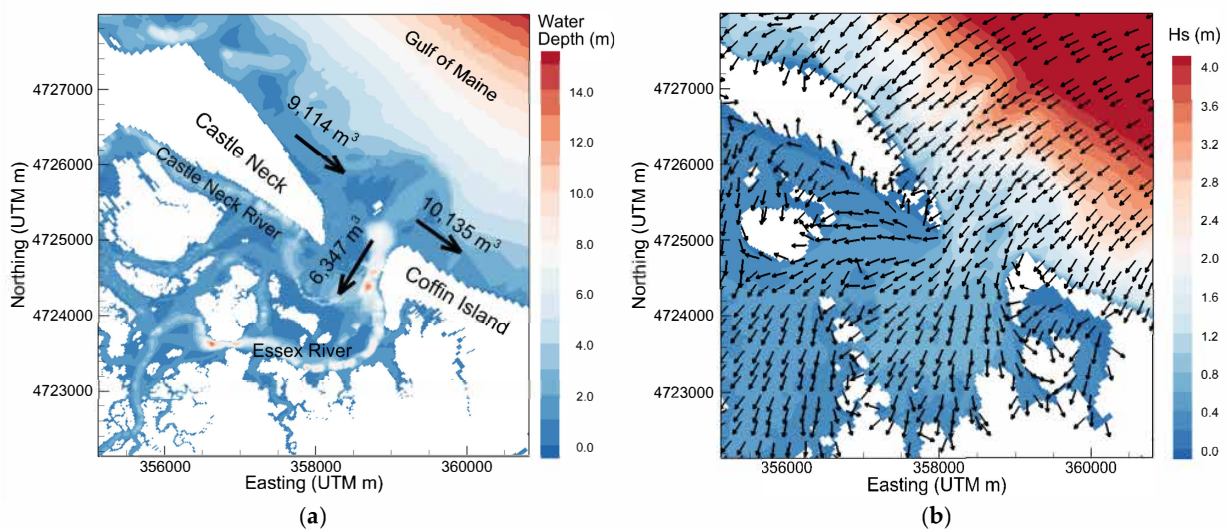 Water
Depth (m)
14.0
12.0
10.0
8.0
6.0
4.0
2.0
0.0
Gulf of Maine
9,114 m³
Castle Neck
Castle Neck River
10,135 m³
6,347 m³
Coffin Island
Essex River
4727000
4726000
4725000
4724000
4723000
Northing (UTM m)
356000 358000 360000
Easting (UTM m)
(a)
Hs (m)
4.0
3.6
3.2
2.8
2.4
2.0
1.6
1.2
0.8
0.4
0.0
4727000
4726000
4725000
4724000
4723000
Northing (UTM m)
356000 358000 360000
Easting (UTM m)
(b)